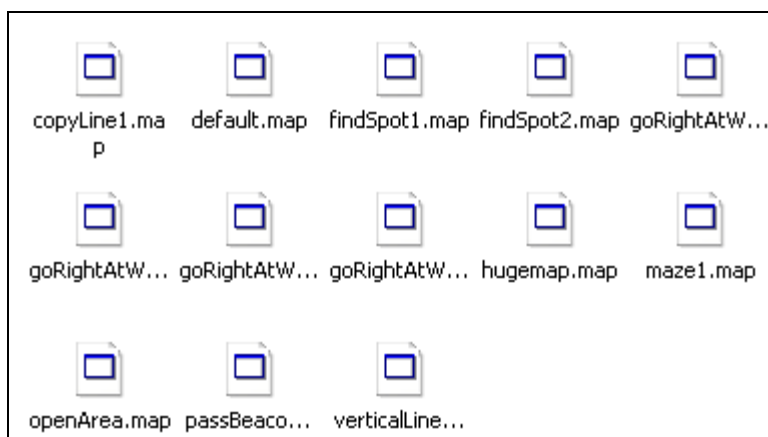 copyLine1.ma
p
default.map
findSpot1.map
findSpot2.map
goRightAtW...
goRightAtW...
goRightAtW...
goRightAtW...
hugemap.map
maze1.map
openArea.map
passBeaco...
verticalLine...